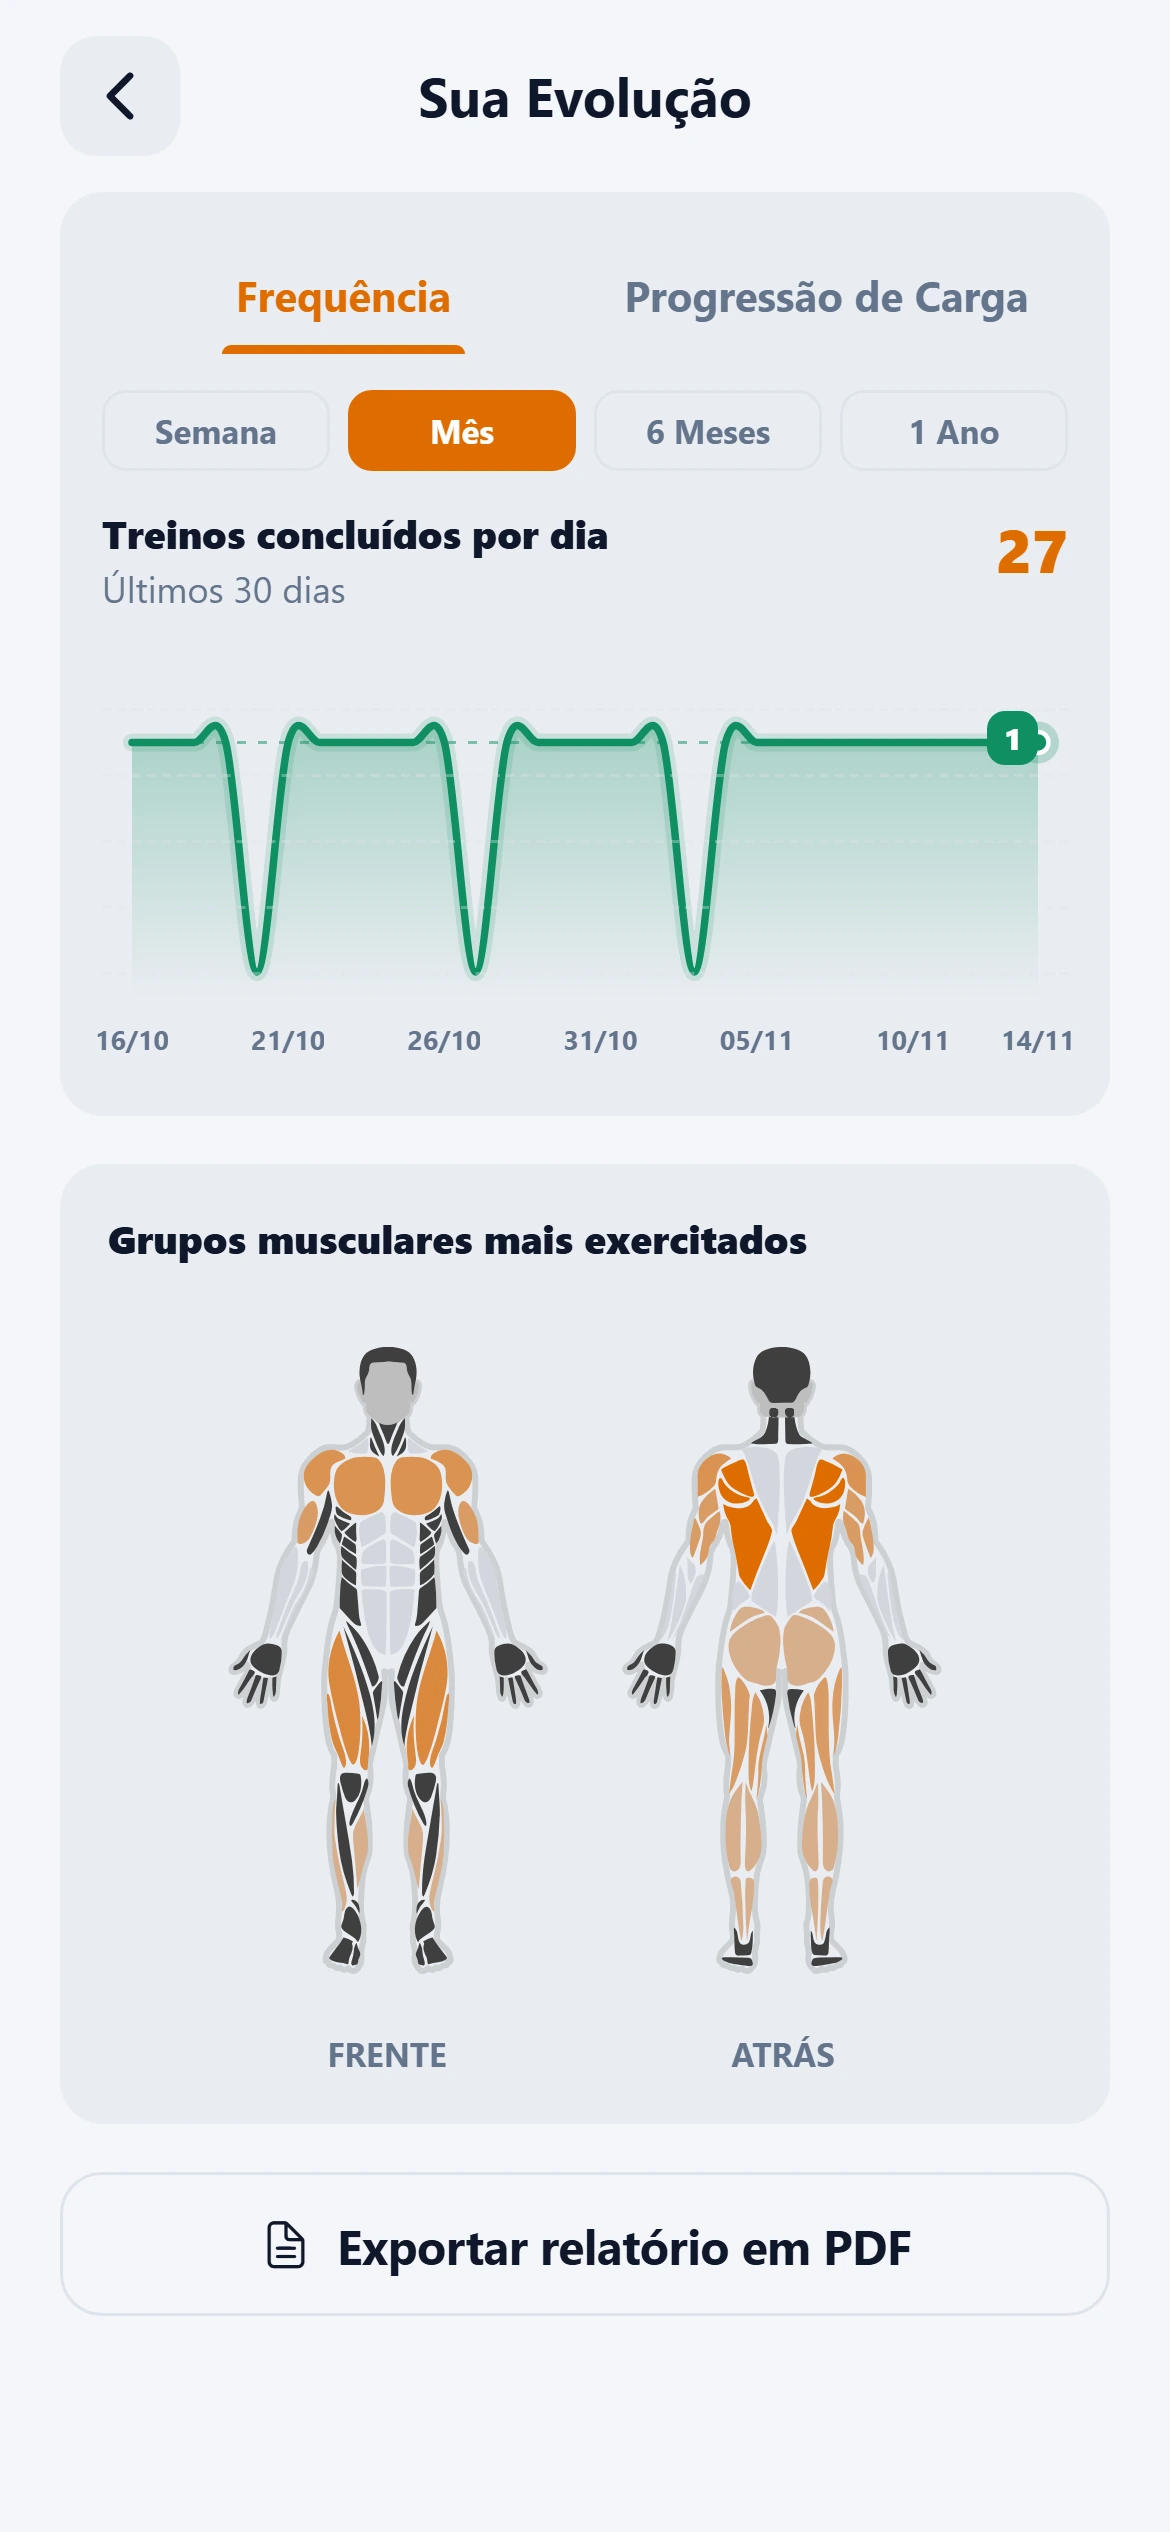 Sua Evolução
Frequência
Progressão de Carga
Semana
Mês
6 Meses
1 Ano
Treinos concluídos por dia
27
Últimos 30 dias
1
16/10
21/10
26/10
31/10
05/11
10/11
14/11
Grupos musculares mais exercitados
FRENTE
ATRÁS
Exportar relatório em PDF